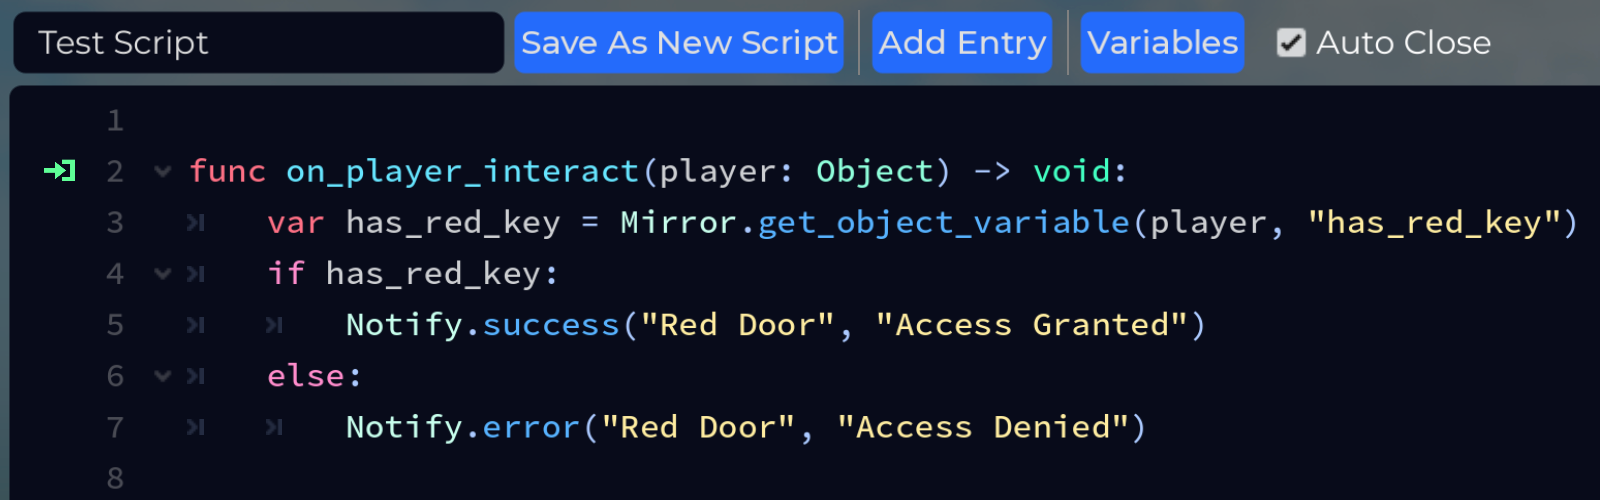 Test Script Save As New Script Add Entry Variables Auto Close
1
2 func on_player_interact(player: Object) -> void:
3 var has_red_key = Mirror.get_object_variable(player, "has_red_key")
4 if has_red_key:
5 Notify.success("Red Door", "Access Granted")
6 else:
7 Notify.error("Red Door", "Access Denied")
8